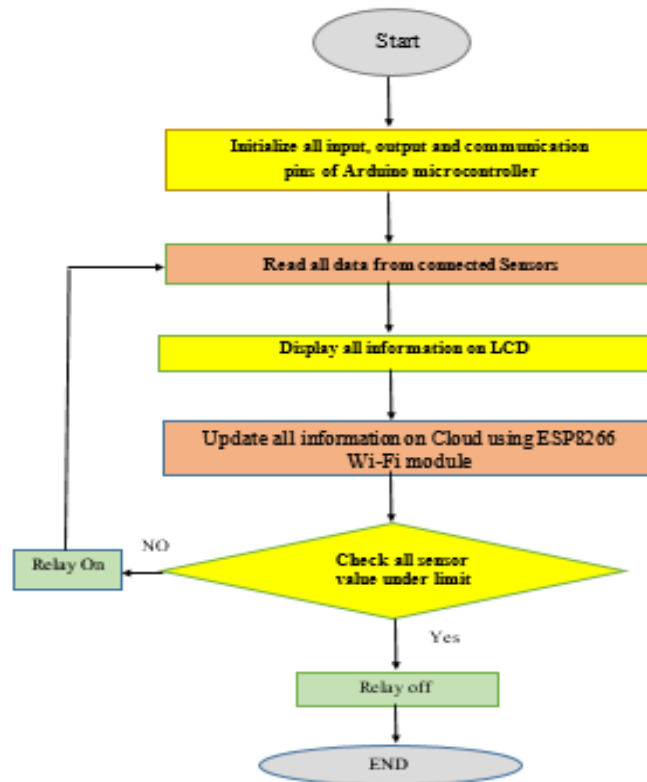 Start
Initialize all input, output and communication
pins of Arduino microcontroller
Read all data from connected Sensors
Display all information on LCD
Update all information on Cloud using ESP8266
Wi-Fi module
NO
Relay On
Check all sensor
value under limit
Yes
Relay off
END